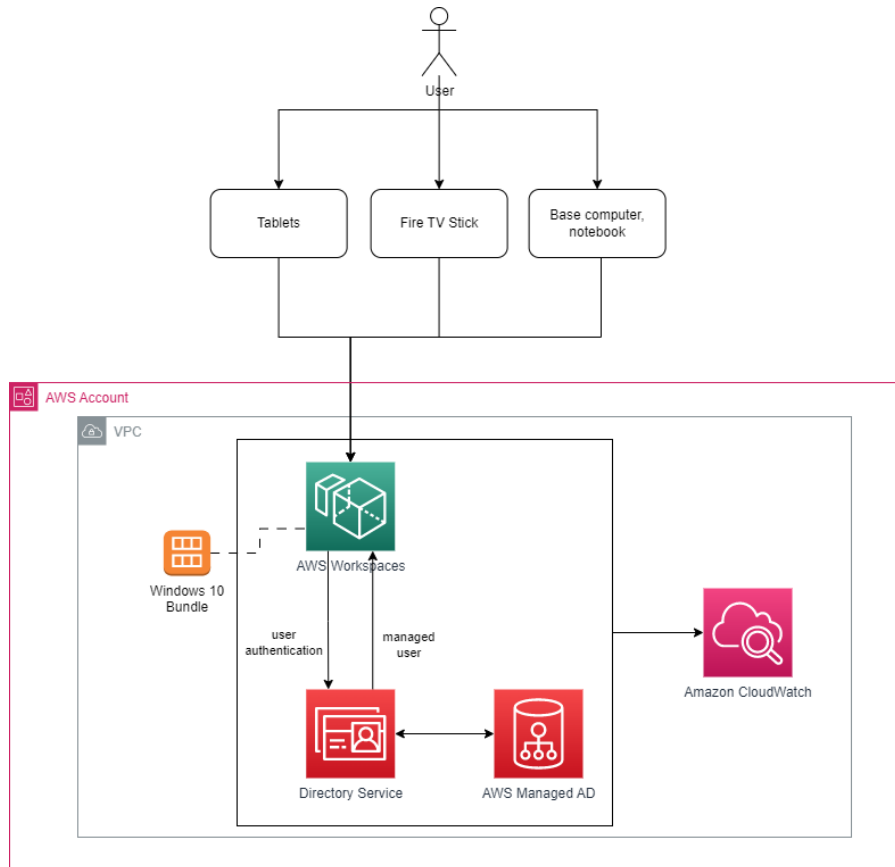 User
Tablets
Fire TV Stick
Base computer,
notebook
AWS Account
VPC
AWS Workspaces
Windows 10
Bundle
user
authentication
managed
user
Amazon CloudWatch
Directory Service
AWS Managed AD